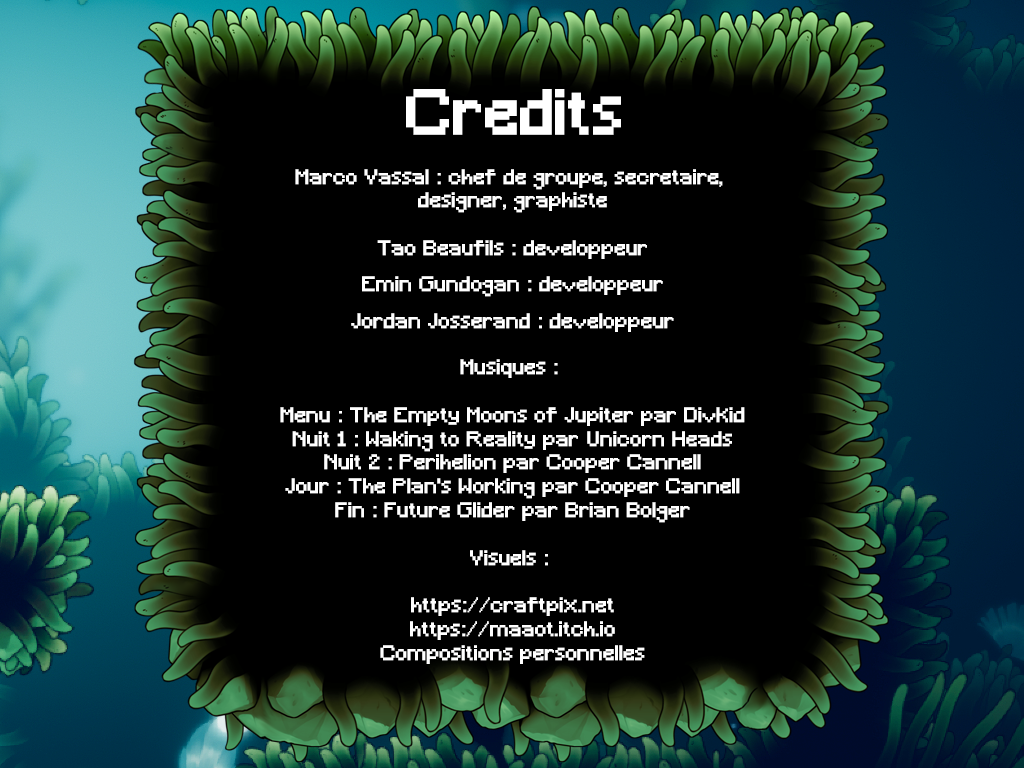 Credits
Marco Vassal : chef de groupe, secretaire,
designer, graphiste
Tao Beaufils : developpeur
Emin Gundogan : developpeur
Jordan Josserand : developpeur
Musiques :
Menu : The Empty Moons of Jupiter par DivKid
Nuit 1 : Waking to Reality par Unicorn Heads
Nuit 2 : Perihelion par Cooper Cannell
Jour : The Plan's Working par Cooper Cannell
Fin : Future Glider par Brian Bolger
Visuels :
https://craftpix.net
https://maaot.itch.io
Compositions personnelles